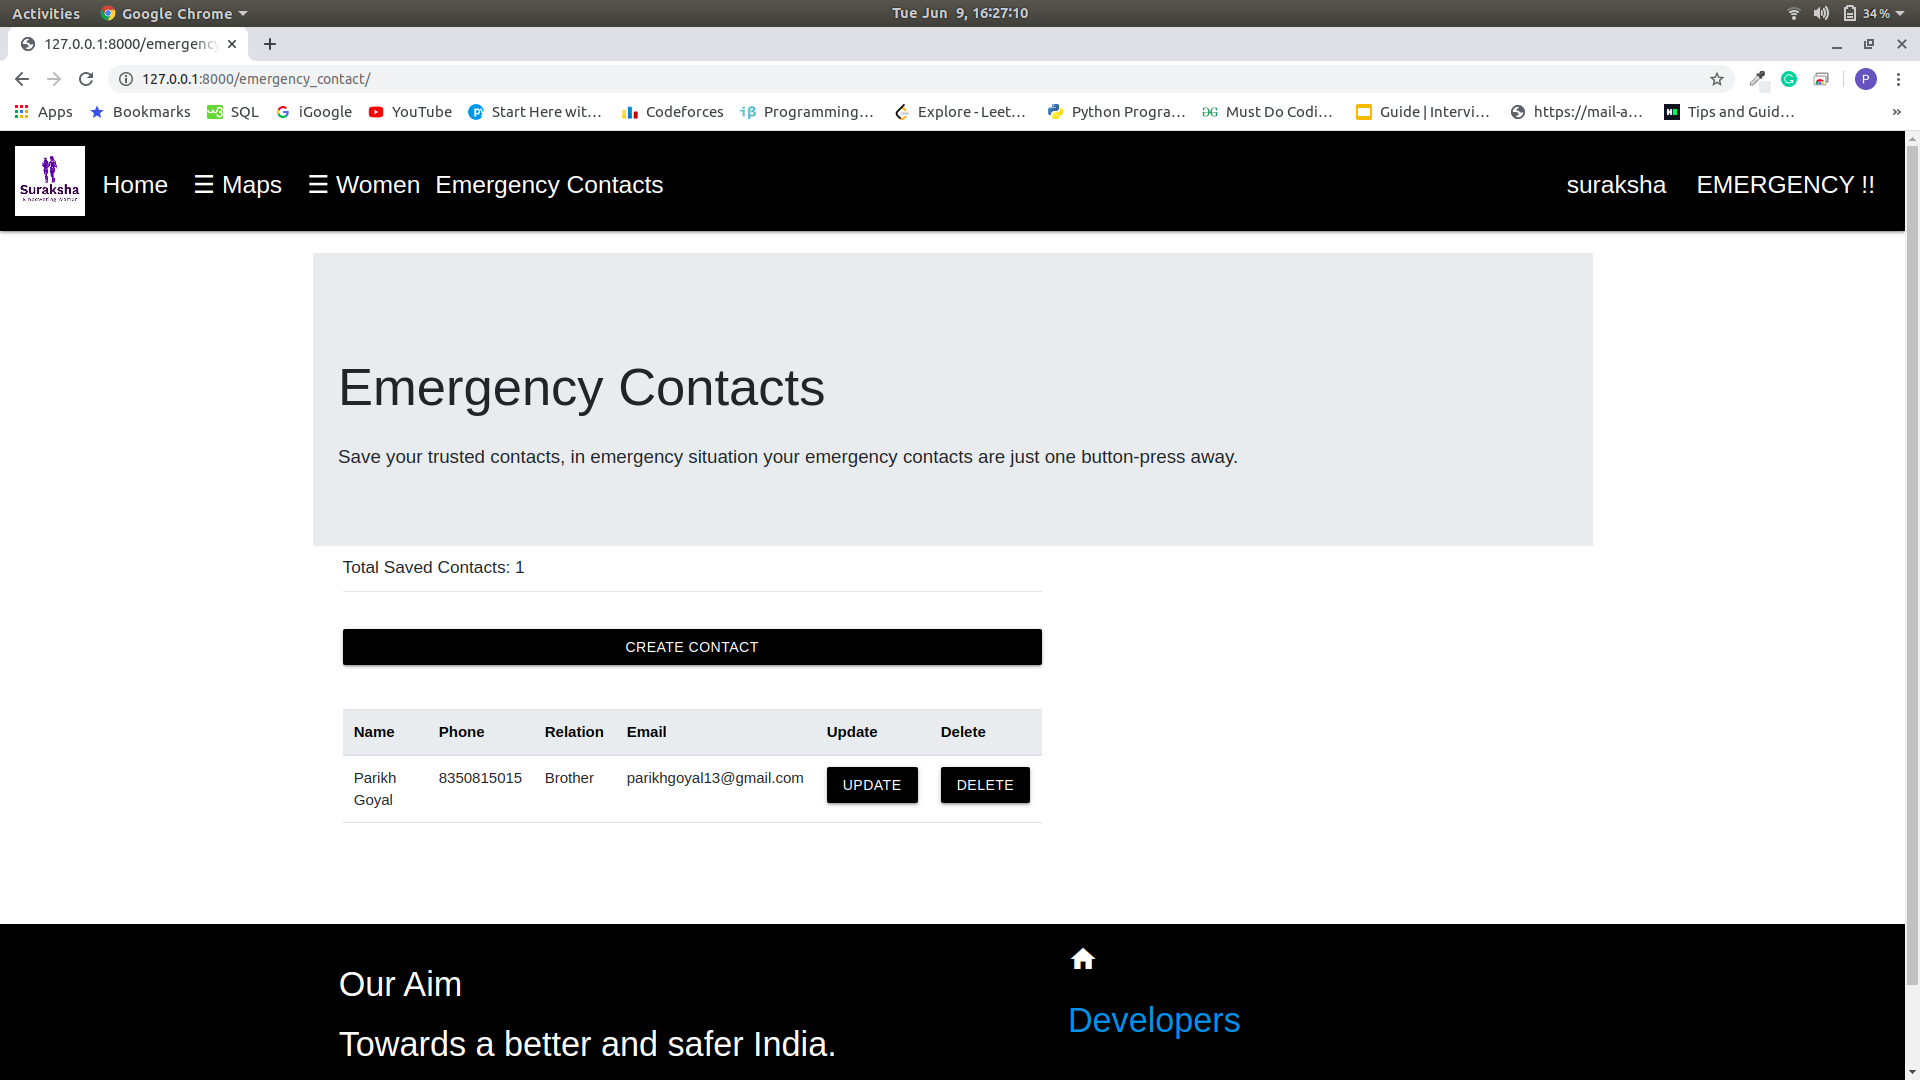 Activities Google Chrome Tue Jun 9, 16:27:10 34%
127.0.0.1:8000/emergency
127.0.0.1:8000/emergency_contact/ P
Apps Bookmarks SQL iGoogle YouTube Start Here wit... Codeforces Programming... Explore - Leet... Python Progra... Must Do Codi... Guide | Intervi... https://mail-a... Tips and Guid... »
Suraksha
Empowering Women
Home ☰ Maps ☰ Women Emergency Contacts suraksha EMERGENCY !!
Emergency Contacts
Save your trusted contacts, in emergency situation your emergency contacts are just one button-press away.
Total Saved Contacts: 1
CREATE CONTACT
Name Phone Relation Email Update Delete
Parikh Goyal 8350815015 Brother parikhgoyal13@gmail.com UPDATE DELETE
Our Aim
Developers
Towards a better and safer India.